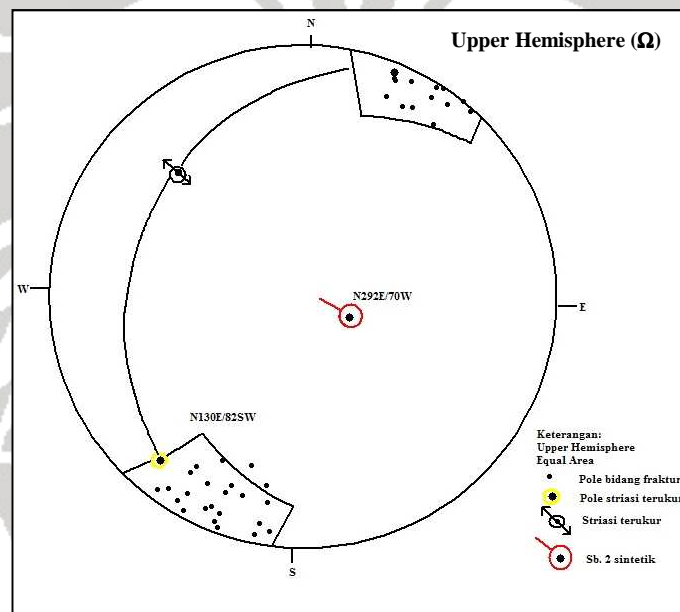 Upper Hemisphere (Ω)
N
W
E
N292E/70W
N130E/82SW
S
Keterangan:
Upper Hemisphere
Equal Area
Pole bidang fraktur
Pole striasi terukur
Striasi terukur
Sb. 2 sintetik